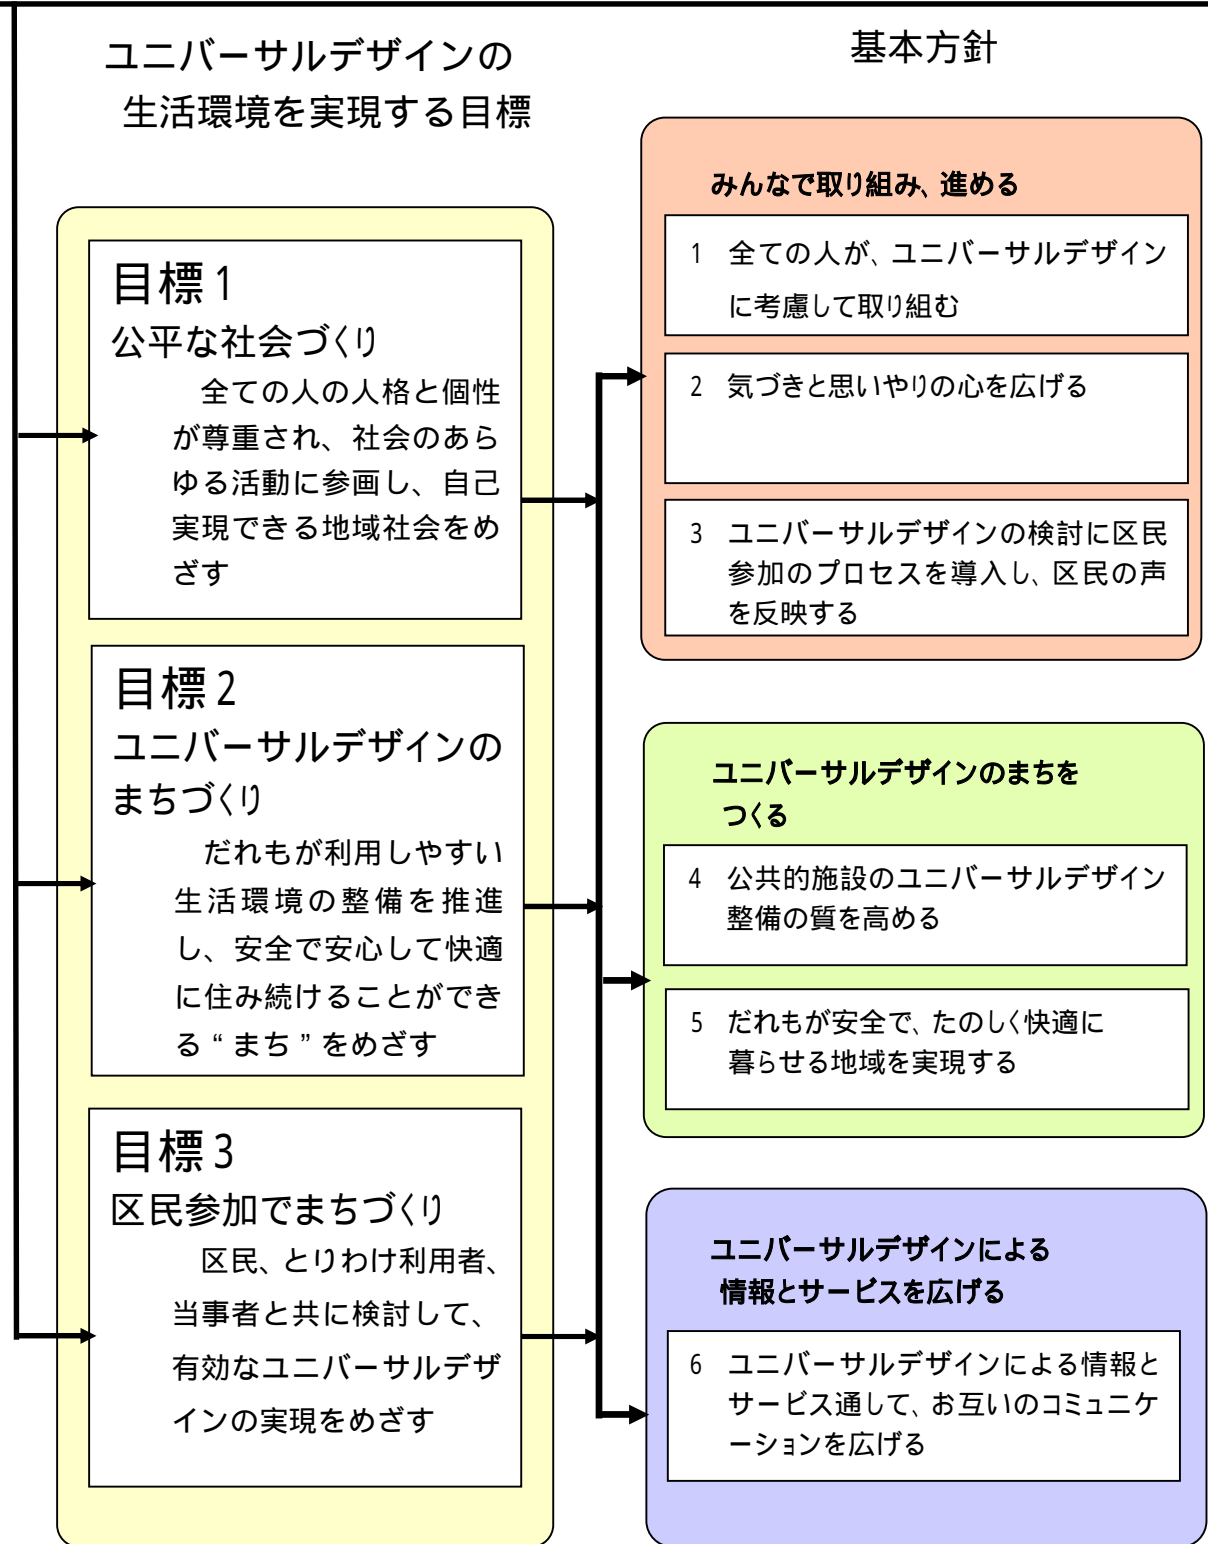 ユニバーサルデザインの
生活環境を実現する目標
目標1
公平な社会づくり
全ての人の人格と個性
が尊重され、社会のあら
ゆる活動に参画し、自己
実現できる地域社会をめ
ざす
目標2
ユニバーサルデザインの
まちづくり
だれもが利用しやすい
生活環境の整備を推進
し、安全で安心して快適
に住み続けることができ
る“まち”をめざす
目標3
区民参加でまちづくり
区民、とりわけ利用者、
当事者と共に検討して、
有効なユニバーサルデザ
インの実現をめざす
基本方針
みんなで取り組み、進める
1 全ての人が、ユニバーサルデザイン
に考慮して取り組む
2 気づきと思いやりの心を広げる
3 ユニバーサルデザインの検討に区民
参加のプロセスを導入し、区民の声
を反映する
ユニバーサルデザインのまちを
つくる
4 公共的施設のユニバーサルデザイン
整備の質を高める
5 だれもが安全で、たのしく快適に
暮らせる地域を実現する
ユニバーサルデザインによる
情報とサービスを広げる
6 ユニバーサルデザインによる情報と
サービス通して、お互いのコミュニケ
ーションを広げる